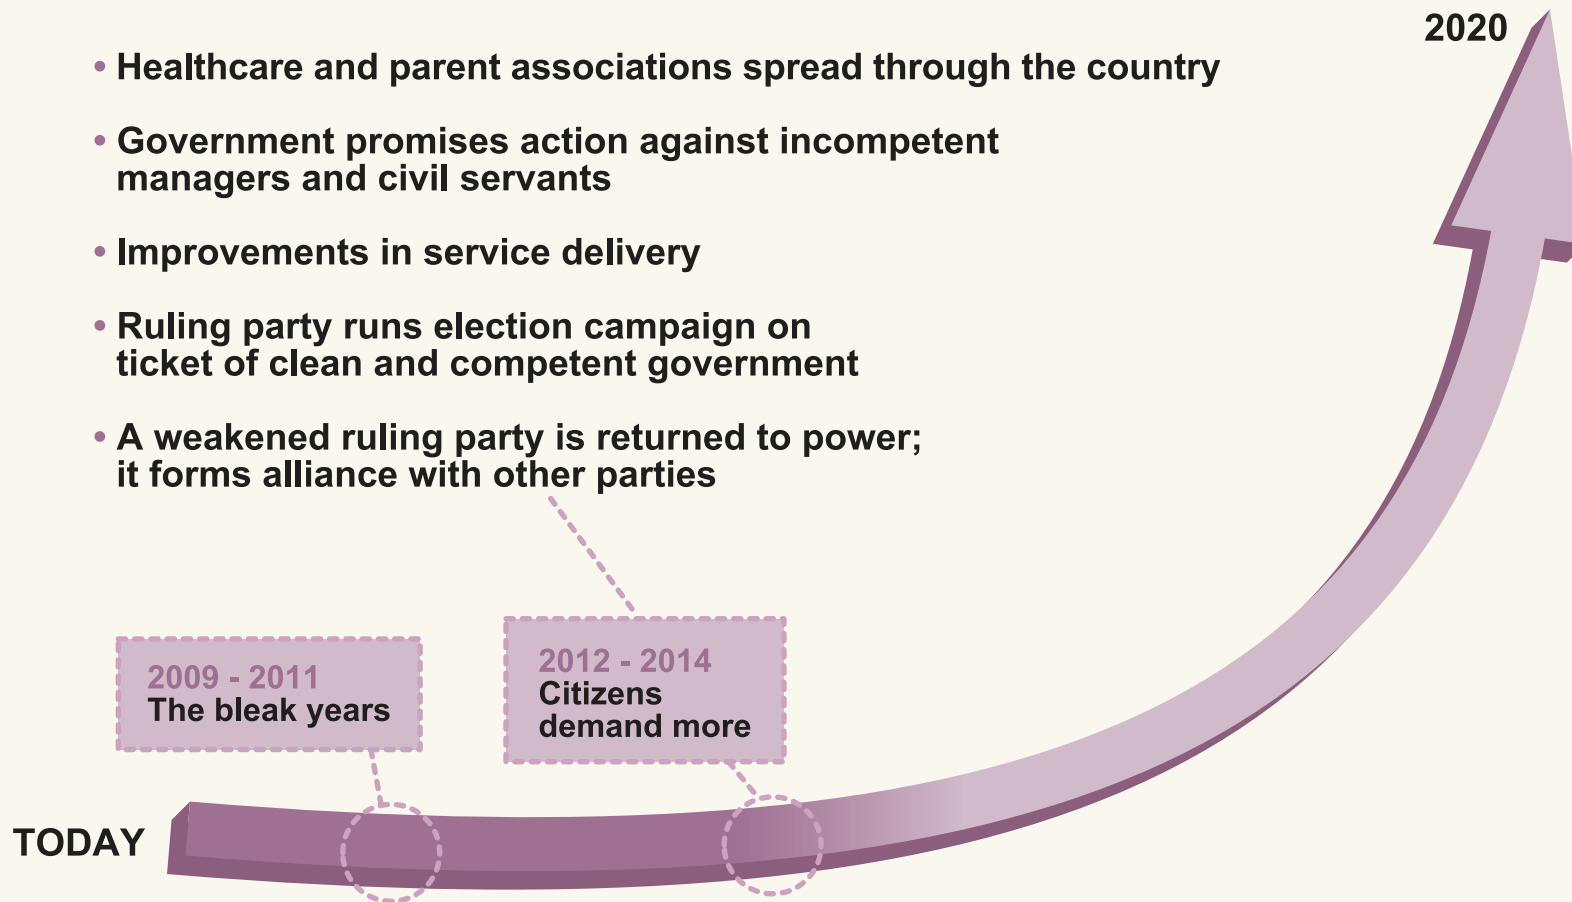 2020
• Healthcare and parent associations spread through the country
• Government promises action against incompetent
managers and civil servants
• Improvements in service delivery
• Ruling party runs election campaign on
ticket of clean and competent government
• A weakened ruling party is returned to power;
it forms alliance with other parties
2009 - 2011
The bleak years
2012 - 2014
Citizens
demand more
TODAY